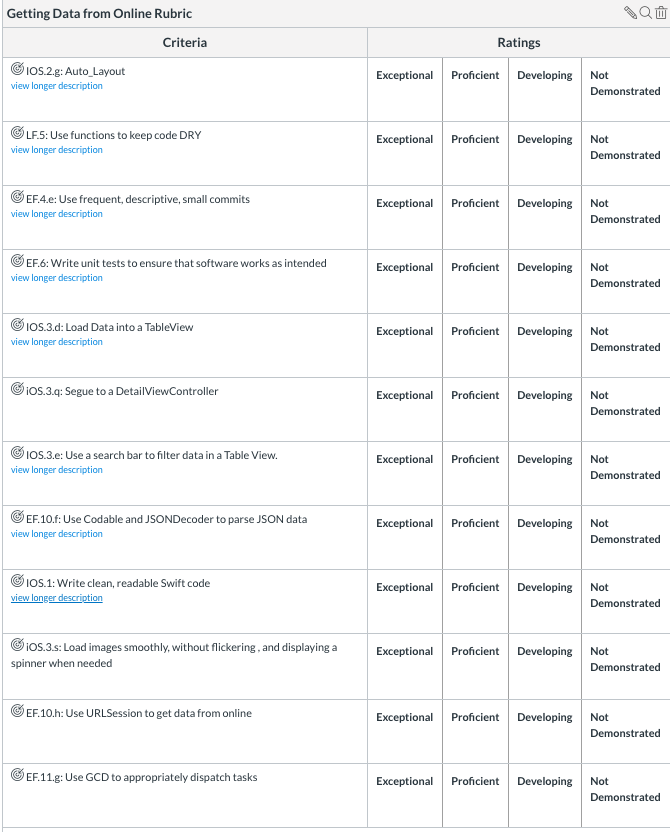 Getting Data from Online Rubric
Criteria
Ratings
IOS.2.g: Auto_Layout
view longer description
Exceptional
Proficient
Developing
Not
Demonstrated
LF.5: Use functions to keep code DRY
view longer description
Exceptional
Proficient
Developing
Not
Demonstrated
EF.4.e: Use frequent, descriptive, small commits
view longer description
Exceptional
Proficient
Developing
Not
Demonstrated
EF.6: Write unit tests to ensure that software works as intended
view longer description
Exceptional
Proficient
Developing
Not
Demonstrated
IOS.3.d: Load Data into a TableView
view longer description
Exceptional
Proficient
Developing
Not
Demonstrated
iOS.3.q: Segue to a DetailViewController
Exceptional
Proficient
Developing
Not
Demonstrated
IOS.3.e: Use a search bar to filter data in a Table View.
view longer description
Exceptional
Proficient
Developing
Not
Demonstrated
EF.10.f: Use Codable and JSONDecoder to parse JSON data
view longer description
Exceptional
Proficient
Developing
Not
Demonstrated
IOS.1: Write clean, readable Swift code
view longer description
Exceptional
Proficient
Developing
Not
Demonstrated
iOS.3.s: Load images smoothly, without flickering , and displaying a
spinner when needed
Exceptional
Proficient
Developing
Not
Demonstrated
EF.10.h: Use URLSession to get data from online
Exceptional
Proficient
Developing
Not
Demonstrated
EF.11.g: Use GCD to appropriately dispatch tasks
Exceptional
Proficient
Developing
Not
Demonstrated